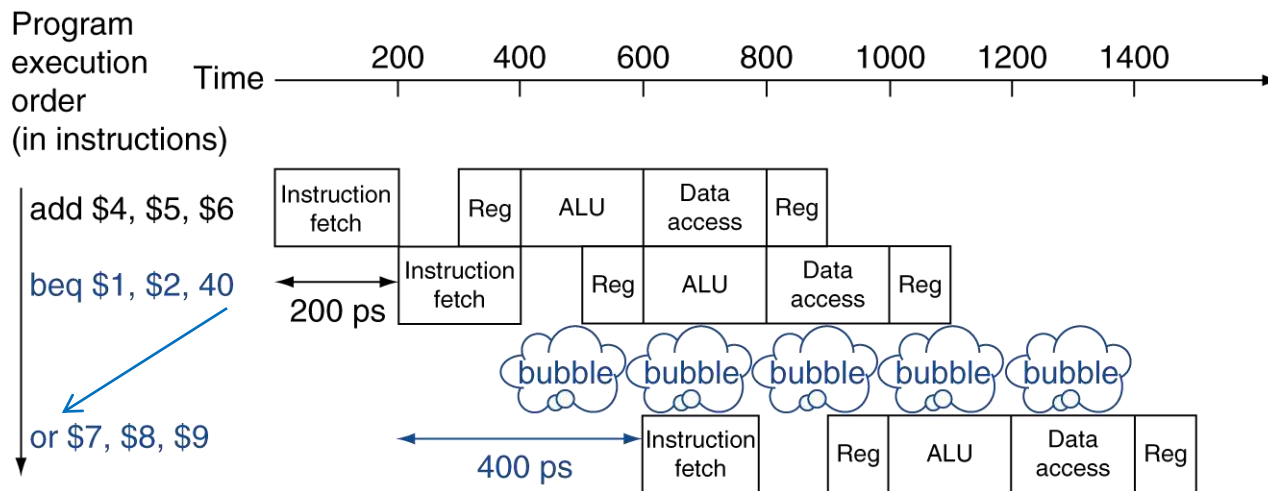 Program
execution
order
(in instructions)
Time
200 400 600 800 1000 1200 1400
add $4, $5, $6
Instruction
fetch
Reg
ALU
Data
access
Reg
beq $1, $2, 40
200 ps
Instruction
fetch
Reg
ALU
Data
access
Reg
bubble bubble bubble bubble bubble
or $7, $8, $9
400 ps
Instruction
fetch
Reg
ALU
Data
access
Reg